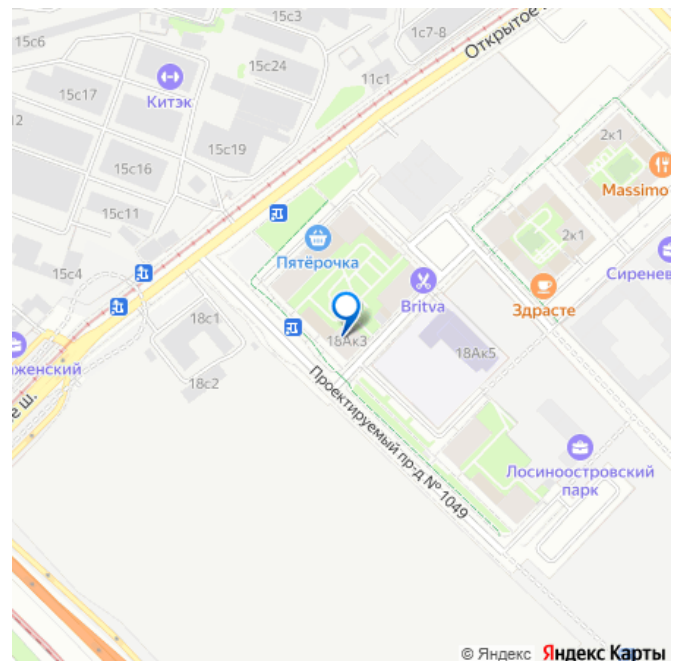 15с3
1с7-8
15с6
Открытое
15с24
11с1
Китэк
15с17
12
2к1
15с19
15с16
Massimo
15с11
2к1
Пятёрочка
15с4
Сиренев
Britva
Здрасте
18с1
18Ак3
18Ак5
женский
18с2
Проектируемый пр-д № 1049
Лосиноостровский
парк
© Яндекс Яндекс Карты